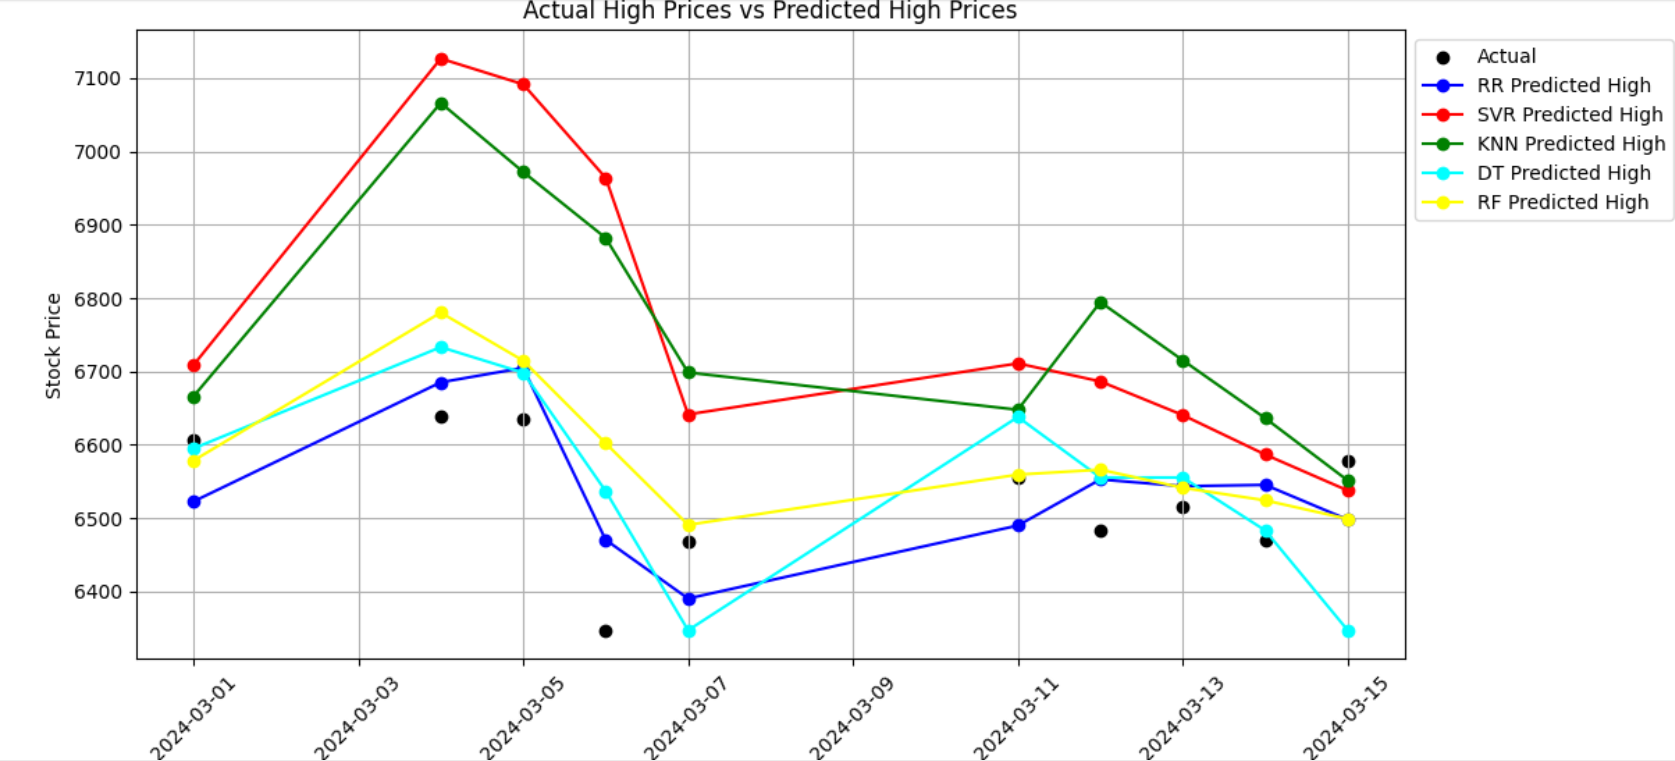 Actual High Prices vs Predicted High Prices
7100
7000
6900
6800
6700
6600
6500
6400
Stock Price
2024-03-01
2024-03-03
2024-03-05
2024-03-07
2024-03-09
2024-03-11
2024-03-13
2024-03-15
Actual
RR Predicted High
SVR Predicted High
KNN Predicted High
DT Predicted High
RF Predicted High